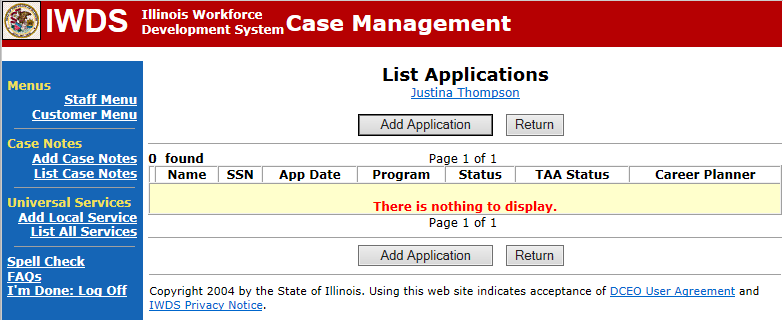 IWDS Illinois Workforce Development System Case Management
Menus
Staff Menu
Customer Menu
Case Notes
Add Case Notes
List Case Notes
Universal Services
Add Local Service
List All Services
Spell Check
FAQs
I'm Done: Log Off
List Applications
Justina Thompson
Add Application Return
0 found Page 1 of 1
Name SSN App Date Program Status TAA Status Career Planner
There is nothing to display.
Page 1 of 1
Add Application Return
Copyright 2004 by the State of Illinois. Using this web site indicates acceptance of DCEO User Agreement and
IWDS Privacy Notice.